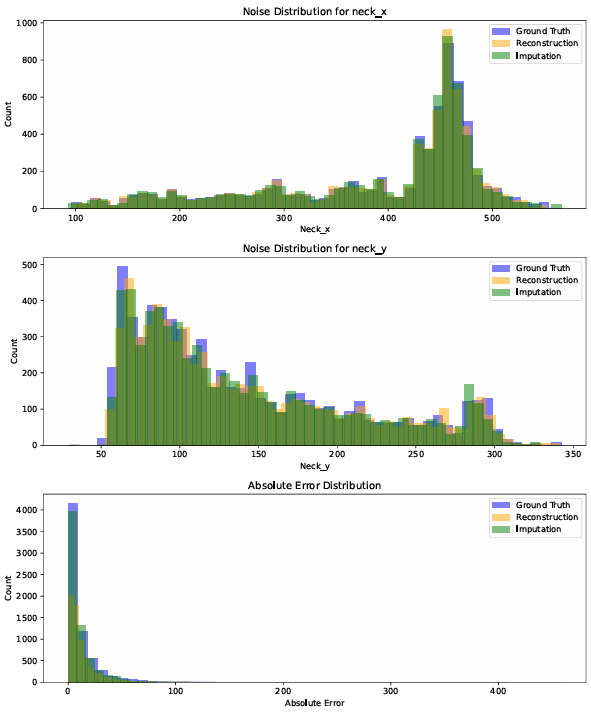 Noise Distribution for neck_x
1000
800
600
400
200
0
Count
Ground Truth
Reconstruction
Imputation
100 200 300 400 500
Neck_x
Noise Distribution for neck_y
500
400
300
200
100
0
Count
Ground Truth
Reconstruction
Imputation
50 100 150 200 250 300 350
Neck_y
Absolute Error Distribution
4000
3500
3000
2500
2000
1500
1000
500
0
Count
Ground Truth
Reconstruction
Imputation
0 100 200 300 400
Absolute Error